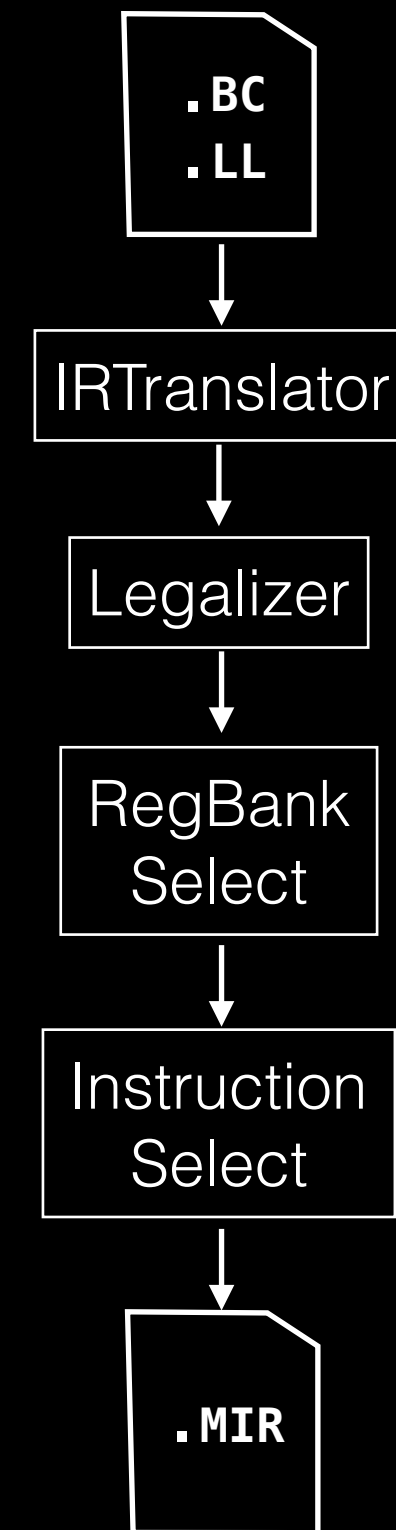 .BC
.LL
IRTranslator
Legalizer
RegBank
Select
Instruction
Select
.MIR